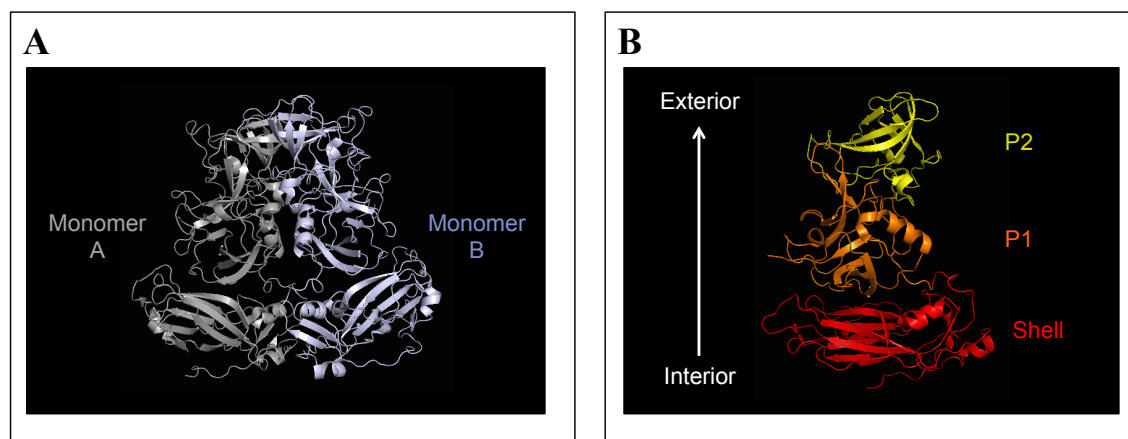 A
Monomer
A
Monomer
B
B
Exterior
Interior
P2
P1
Shell